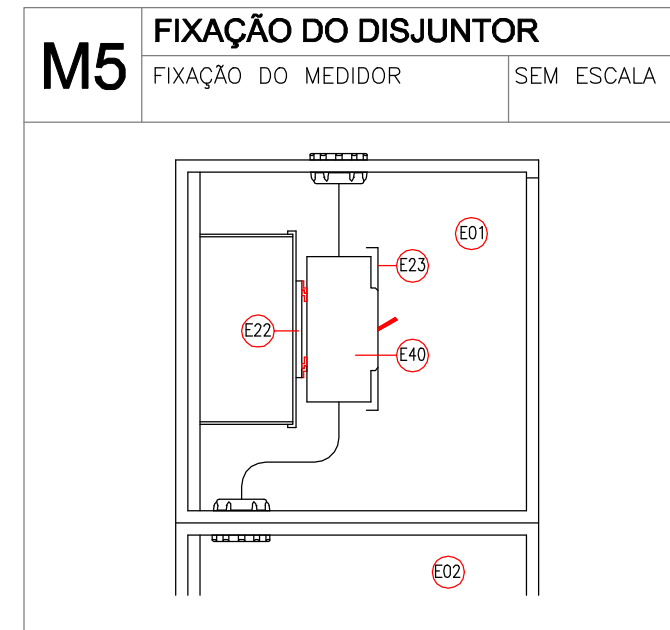 M5
FIXAÇÃO DO DISJUNTOR
FIXAÇÃO DO MEDIDOR
SEM ESCALA
E01
E23
E22
E40
E02